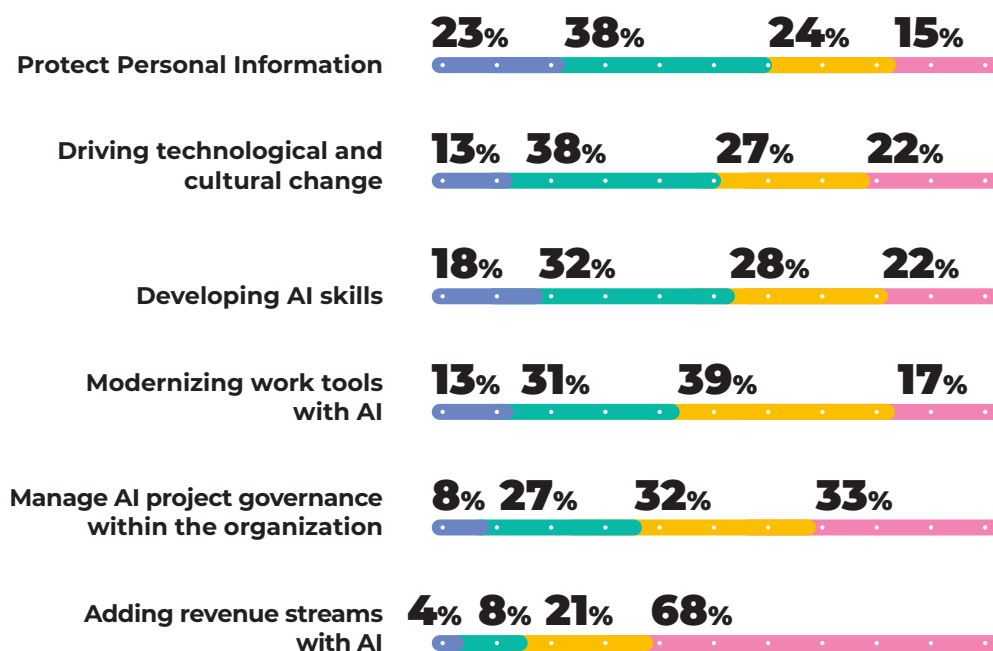 23% 38% 24% 15%
Protect Personal Information
13% 38% 27% 22%
Driving technological and
cultural change
18% 32% 28% 22%
Developing AI skills
13% 31% 39% 17%
Modernizing work tools
with AI
8% 27% 32% 33%
Manage AI project governance
within the organization
4% 8% 21% 68%
Adding revenue streams
with AI